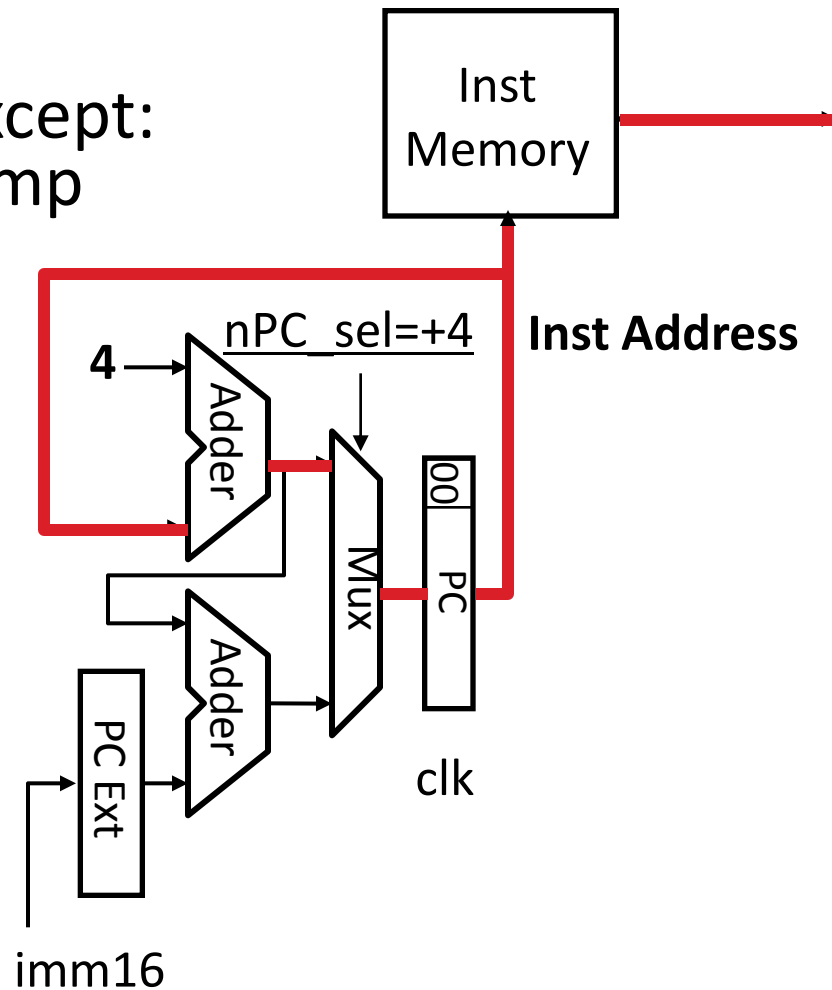 Inst
Memory
xcept:
mp
nPC_sel=+4
Inst Address
4
Adder
00
Mux
PC
Adder
PC Ext
clk
imm16